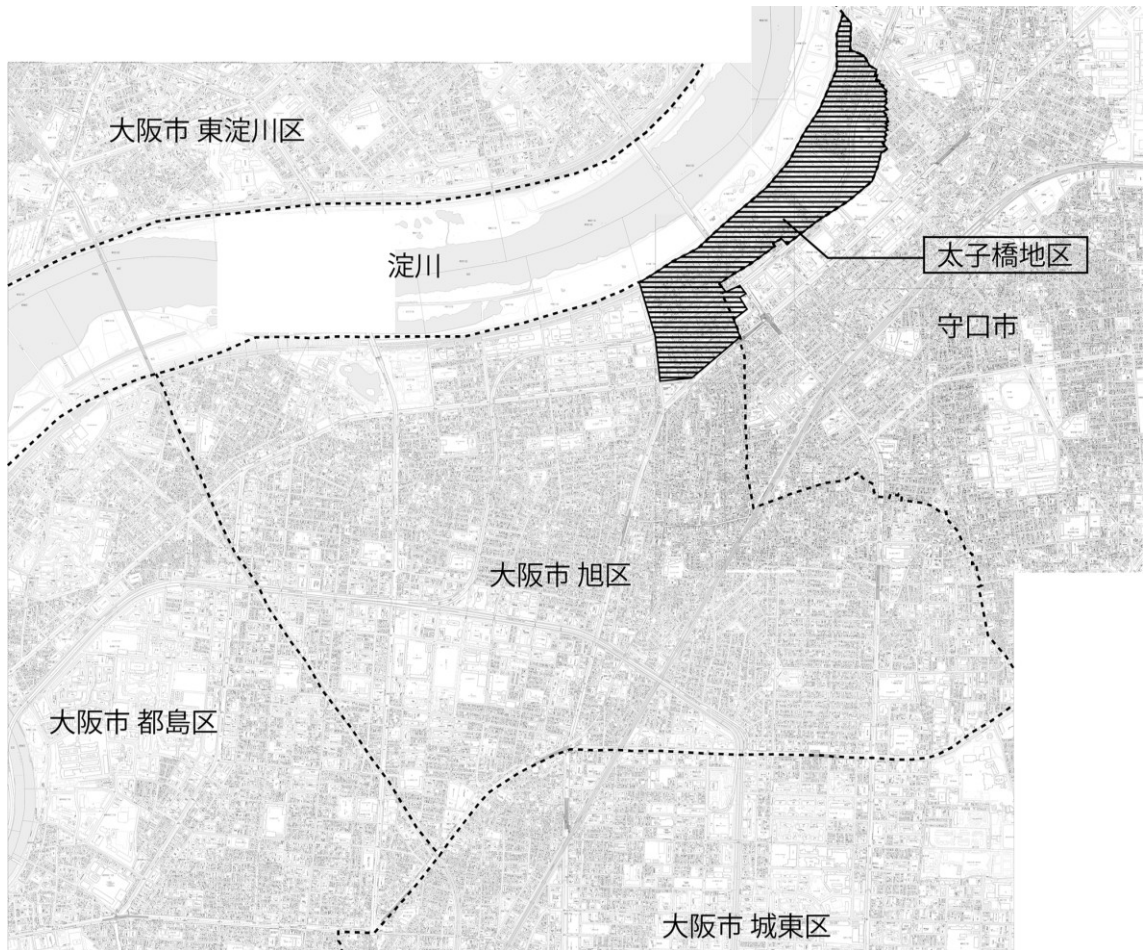 大阪市 東淀川区
淀川
太子橋地区
守口市
大阪市 旭区
大阪市 都島区
大阪市 城東区